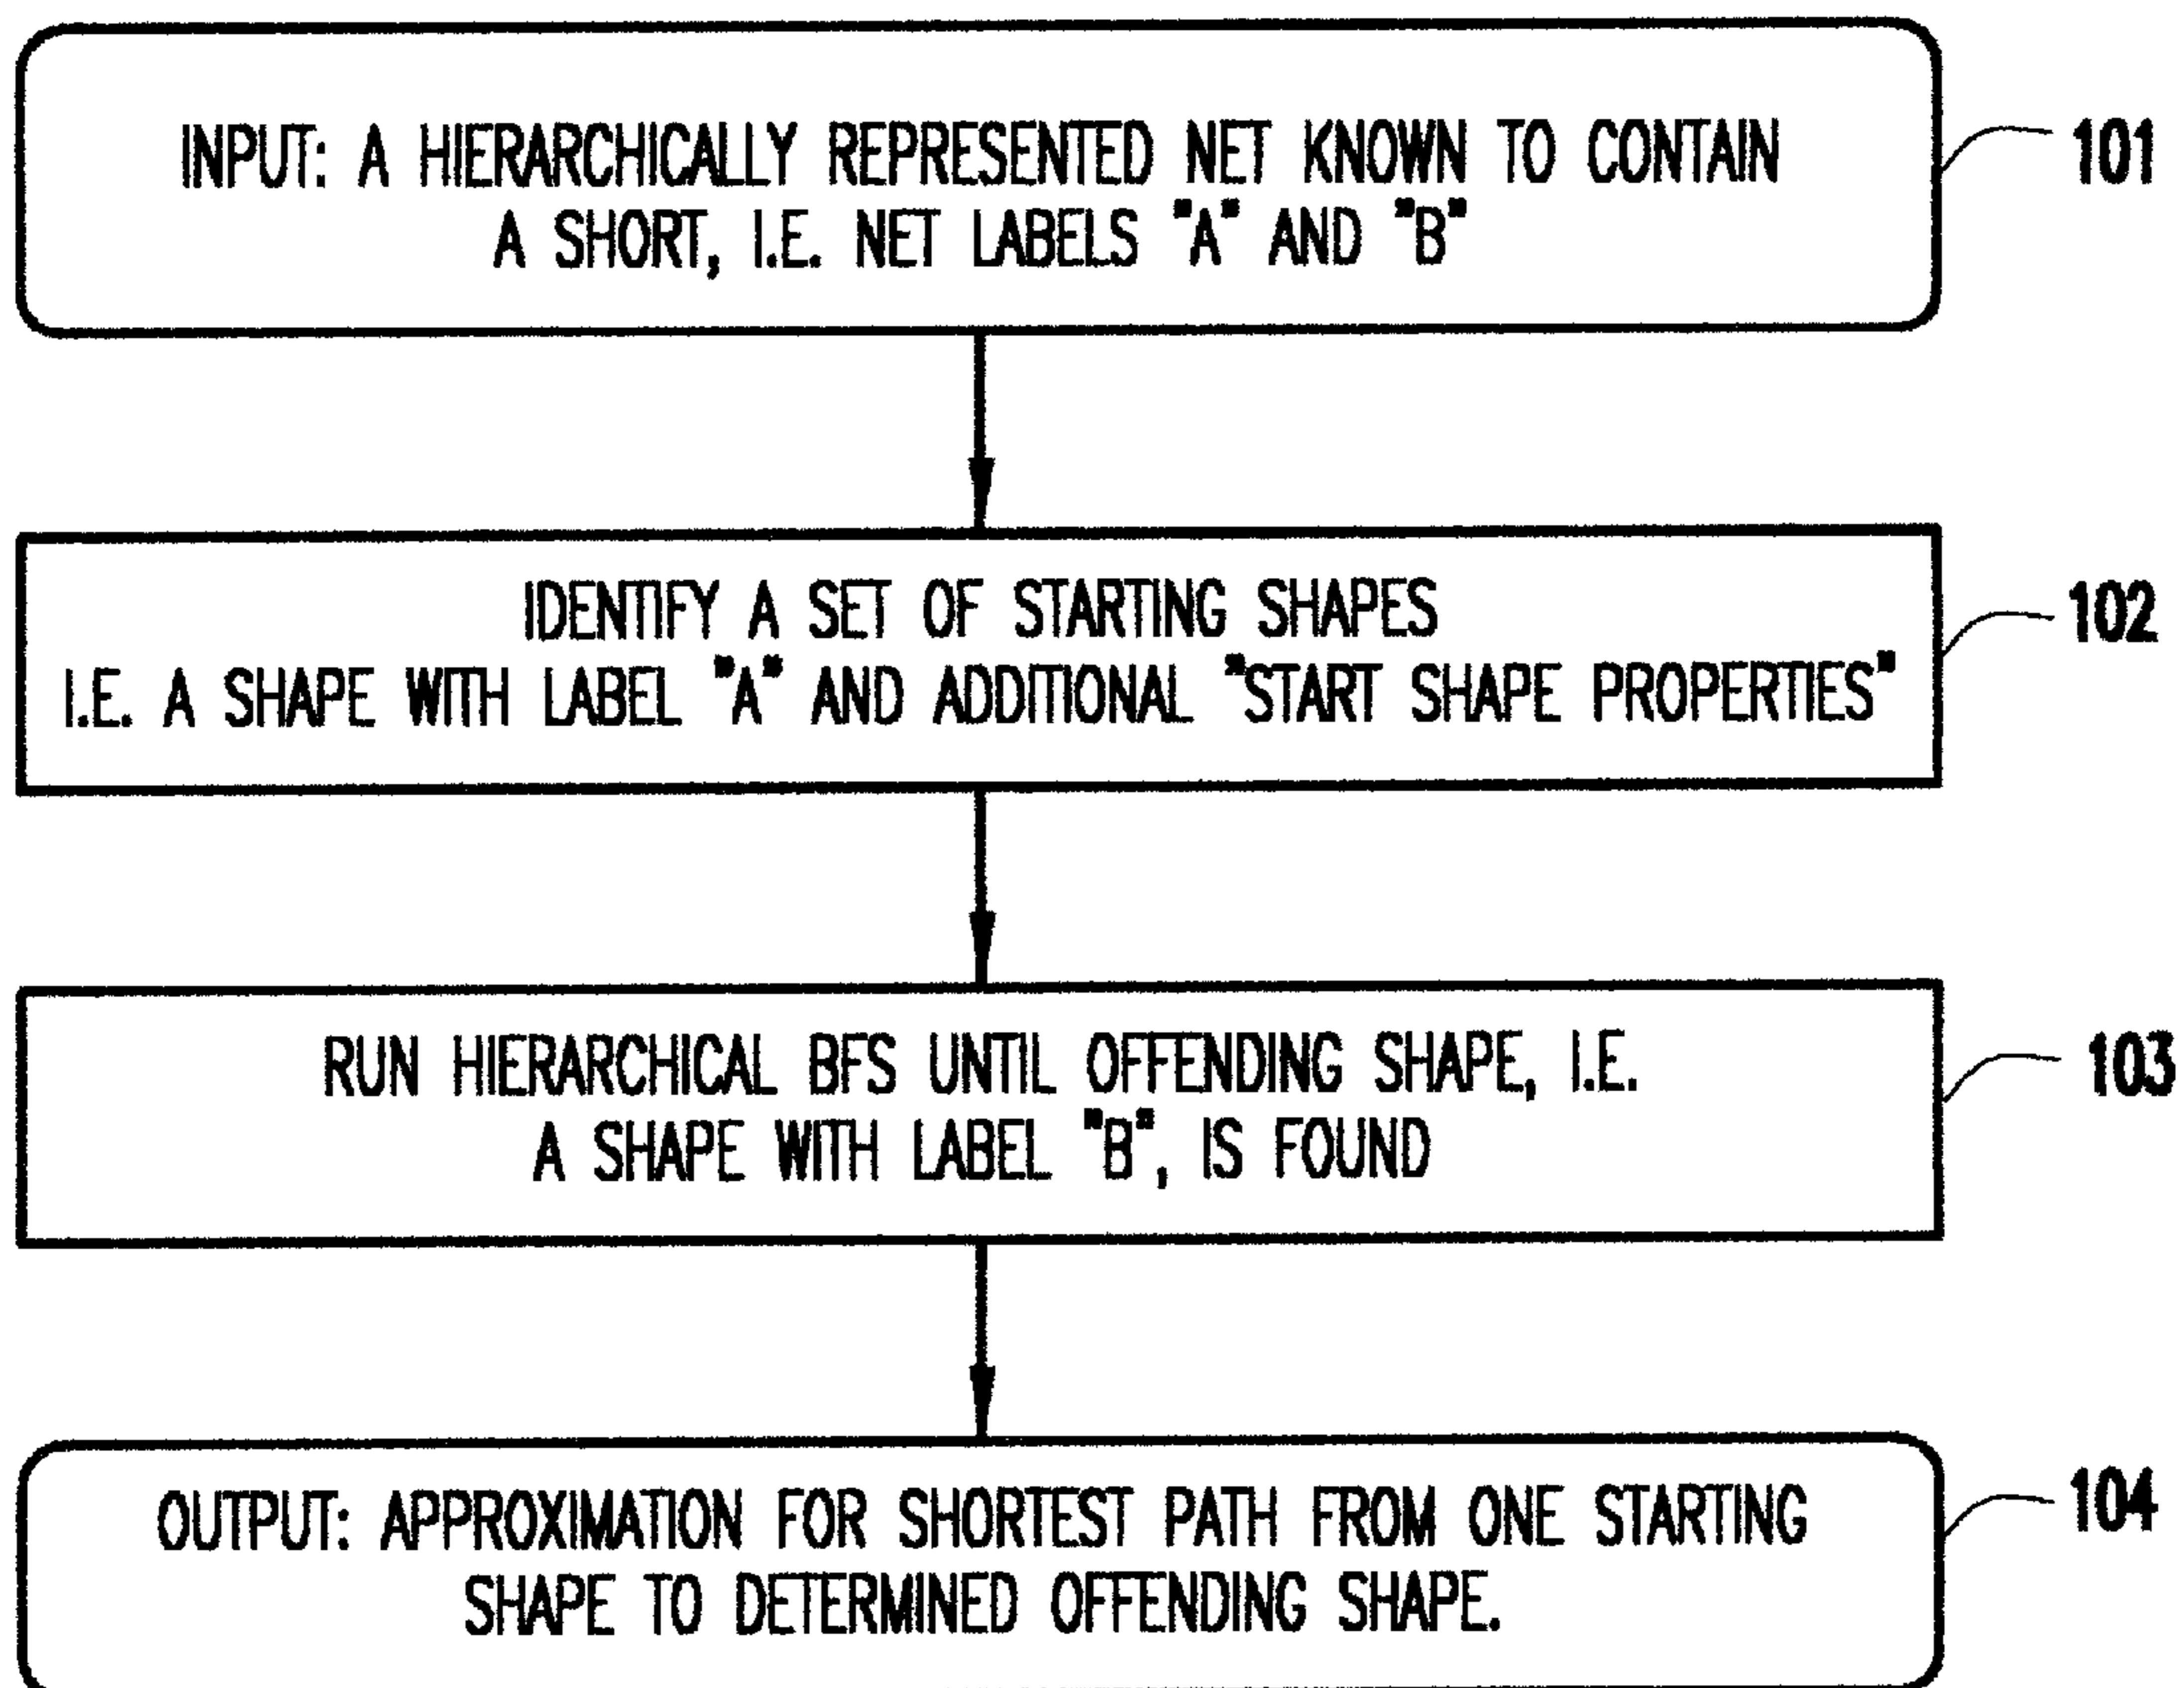 INPUT: A HIERARCHICALLY REPRESENTED NET KNOWN TO CONTAIN
A SHORT, I.E. NET LABELS "A" AND "B"
101
IDENTIFY A SET OF STARTING SHAPES
I.E. A SHAPE WITH LABEL "A" AND ADDITIONAL "START SHAPE PROPERTIES"
102
RUN HIERARCHICAL BFS UNTIL OFFENDING SHAPE, I.E.
A SHAPE WITH LABEL "B", IS FOUND
103
OUTPUT: APPROXIMATION FOR SHORTEST PATH FROM ONE STARTING
SHAPE TO DETERMINED OFFENDING SHAPE.
104